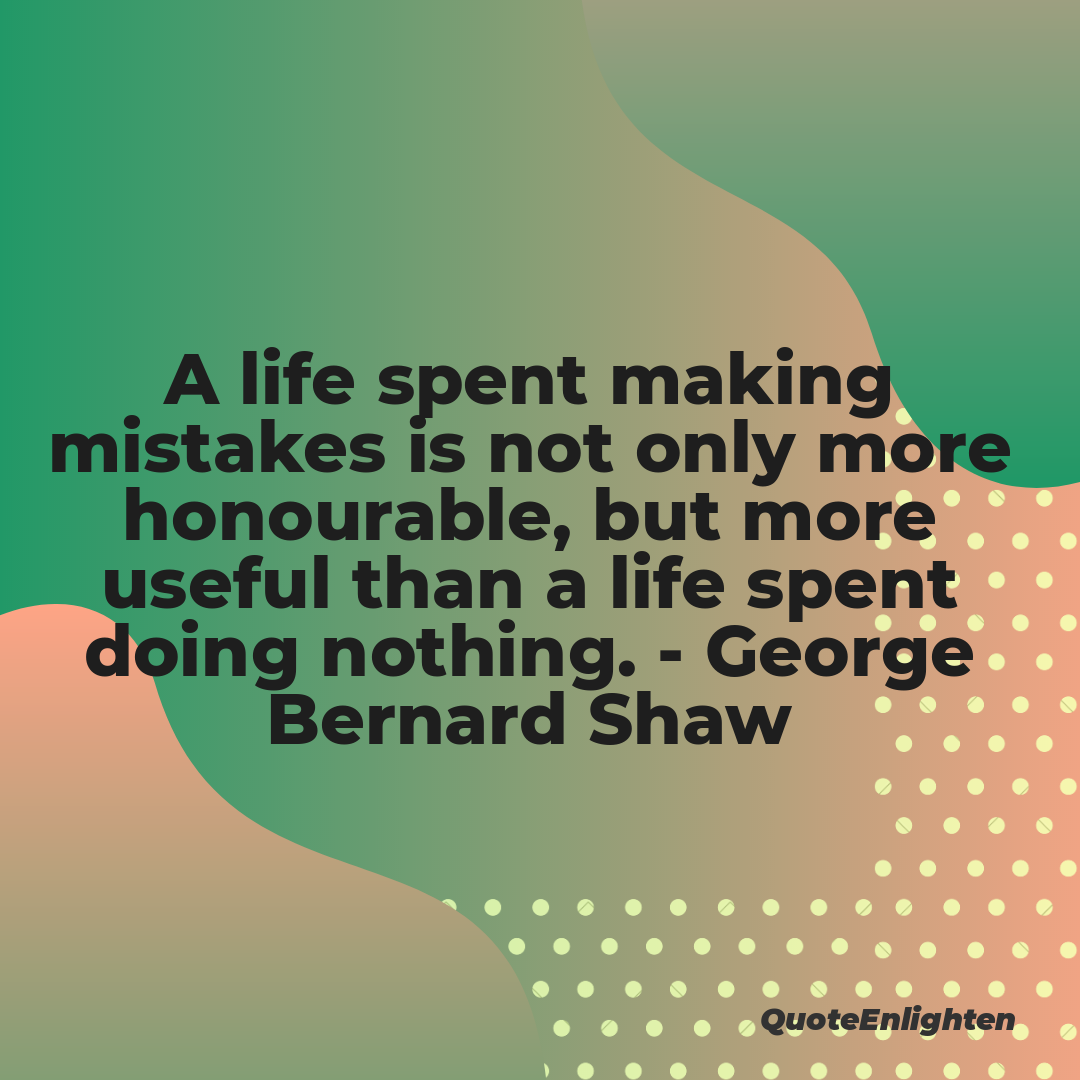 A life spent making
mistakes is not only more
honourable, but more
useful than a life spent
doing nothing. - George
Bernard Shaw
QuoteEnlighten